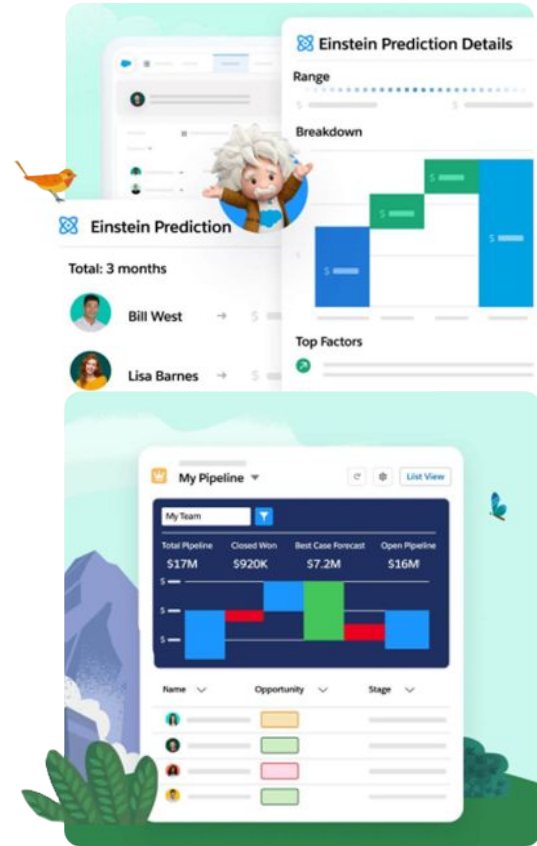 Einstein Prediction Details
Range
$ $
Breakdown
$
$
$
$
$
Einstein Prediction
Total: 3 months
Bill West → $
Lisa Barnes → $
Top Factors
My Pipeline
List View
My Team
Total Pipeline Closed Won Best Case Forecast Open Pipeline
$17M $920K $7.2M $16M
$
$
$
Name Opportunity Stage